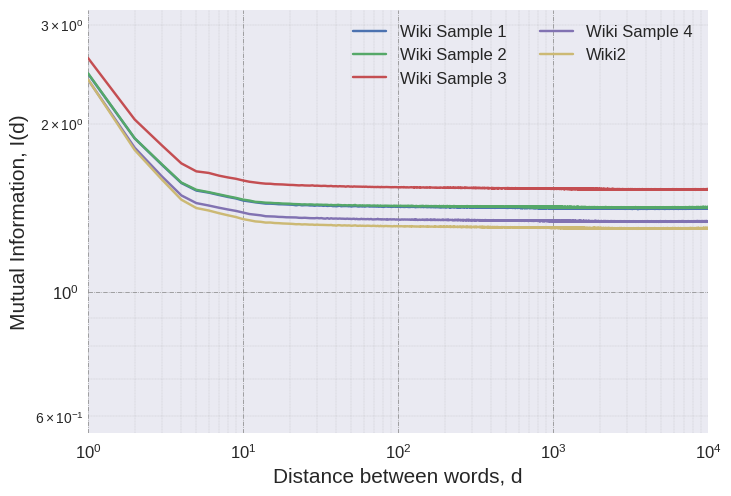 3 × 10⁰
2 × 10⁰
10⁰
6 × 10⁻¹
Mutual Information, I(d)
Wiki Sample 1
Wiki Sample 2
Wiki Sample 3
Wiki Sample 4
Wiki2
10⁰ 10¹ 10² 10³ 10⁴
Distance between words, d